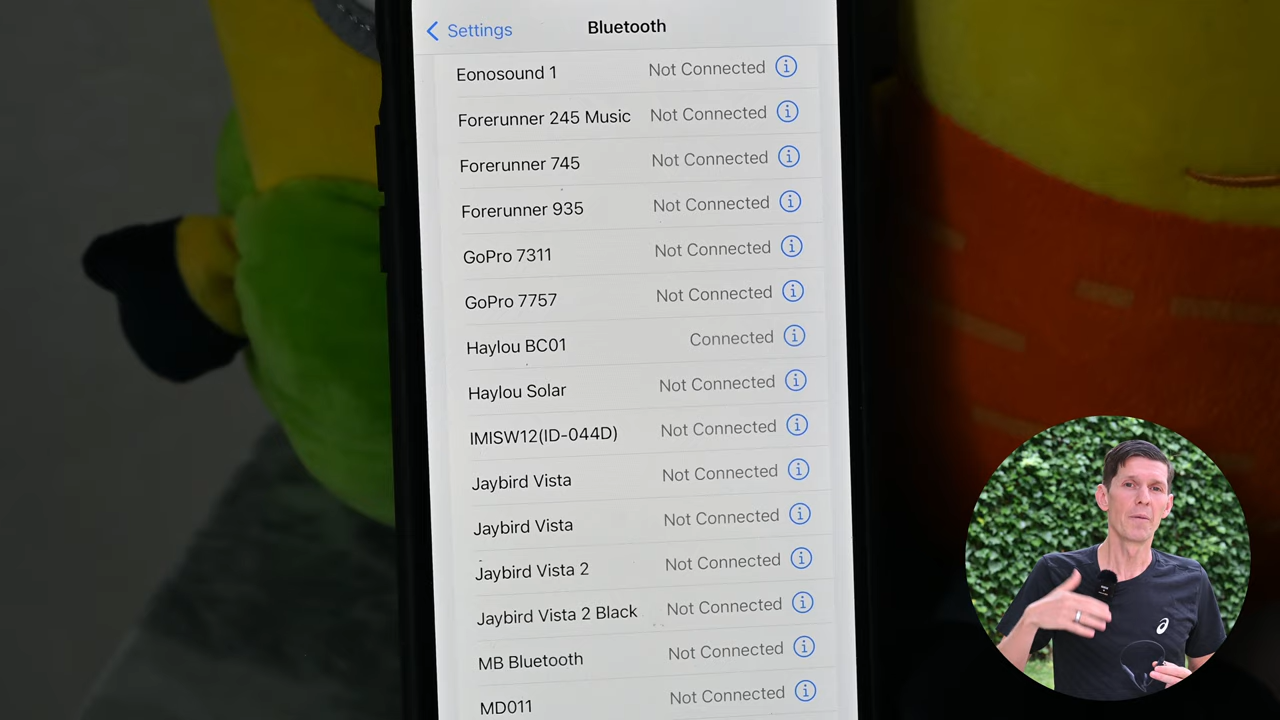 Settings Bluetooth
Eonosound 1 Not Connected
Forerunner 245 Music Not Connected
Forerunner 745 Not Connected
Forerunner 935 Not Connected
GoPro 7311 Not Connected
GoPro 7757 Not Connected
Haylou BC01 Connected
Haylou Solar Not Connected
IMISW12(ID-044D) Not Connected
Jaybird Vista Not Connected
Jaybird Vista Not Connected
Jaybird Vista 2 Not Connected
Jaybird Vista 2 Black Not Connected
MB Bluetooth Not Connected
MD011 Not Connected